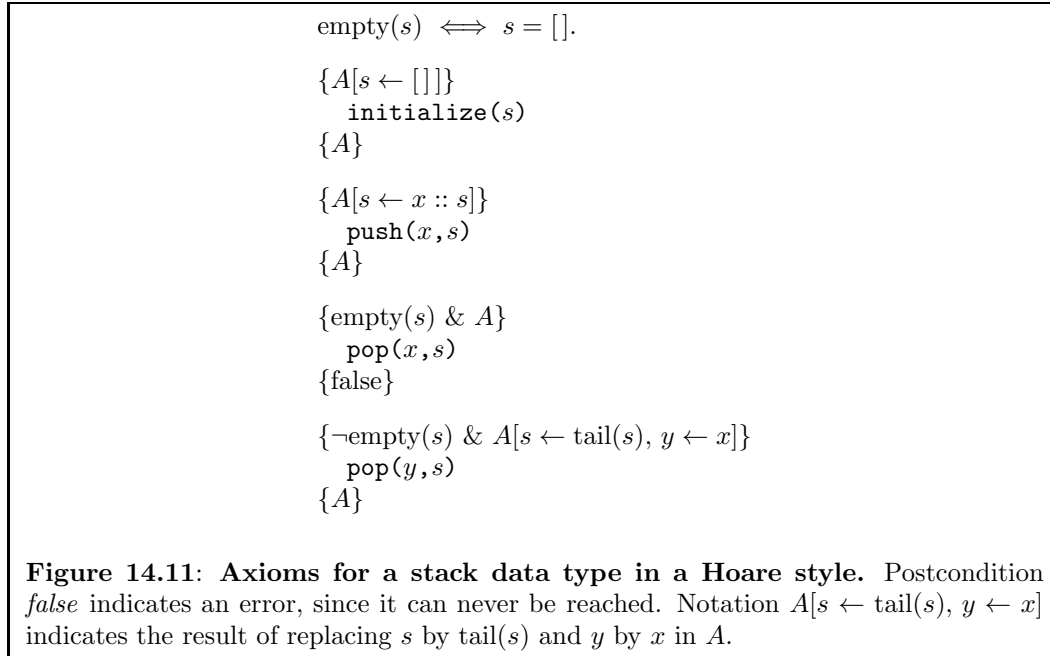 empty(s) ⟺ s = [ ].
{A[s ← [ ] ]}
initialize(s)
{A}
{A[s ← x :: s]}
push(x,s)
{A}
{empty(s) & A}
pop(x,s)
{false}
{¬empty(s) & A[s ← tail(s), y ← x]}
pop(y,s)
{A}
Figure 14.11: Axioms for a stack data type in a Hoare style. Postcondition
false indicates an error, since it can never be reached. Notation A[s ← tail(s), y ← x]
indicates the result of replacing s by tail(s) and y by x in A.